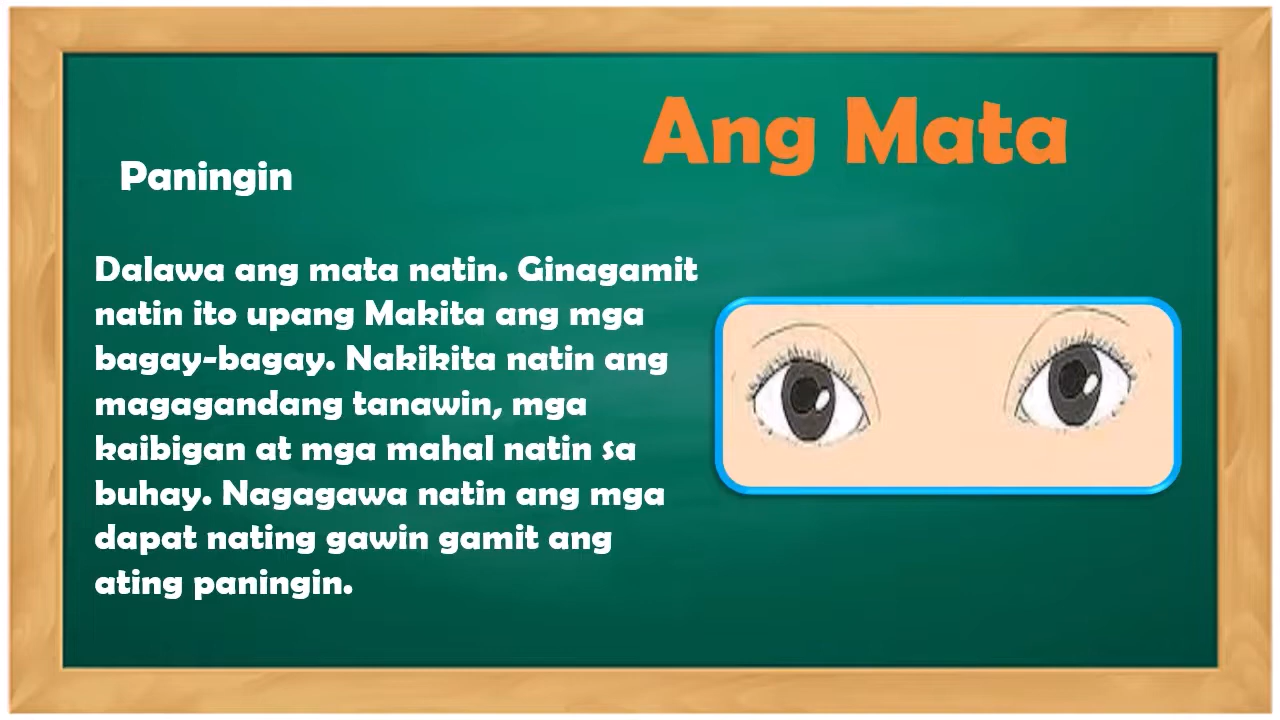 Ang Mata
Paningin
Dalawa ang mata natin. Ginagamit
natin ito upang Makita ang mga
bagay-bagay. Nakikita natin ang
magagandang tanawin, mga
kaibigan at mga mahal natin sa
buhay. Nagagawa natin ang mga
dapat nating gawin gamit ang
ating paningin.